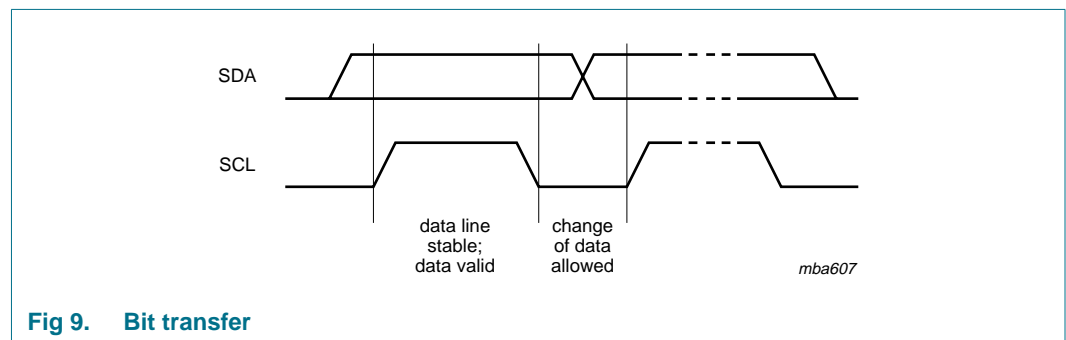 SDA
SCL
data line
stable;
data valid
change
of data
allowed
mba607
Fig 9. Bit transfer